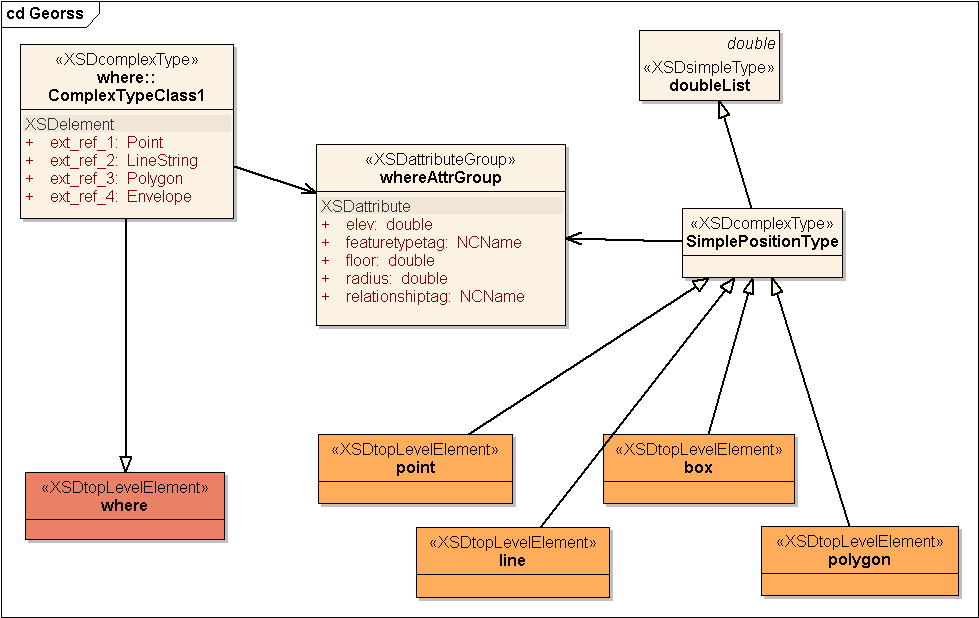 cd Georss
«XSDcomplexType»
where::
ComplexTypeClass1
XSDelement
+ ext_ref_1: Point
+ ext_ref_2: LineString
+ ext_ref_3: Polygon
+ ext_ref_4: Envelope
«XSDattributeGroup»
whereAttrGroup
XSDattribute
+ elev: double
+ featuretypetag: NCName
+ floor: double
+ radius: double
+ relationshiptag: NCName
double
«XSDsimpleType»
doubleList
«XSDcomplexType»
SimplePositionType
«XSDtopLevelElement»
where
«XSDtopLevelElement»
point
«XSDtopLevelElement»
box
«XSDtopLevelElement»
line
«XSDtopLevelElement»
polygon